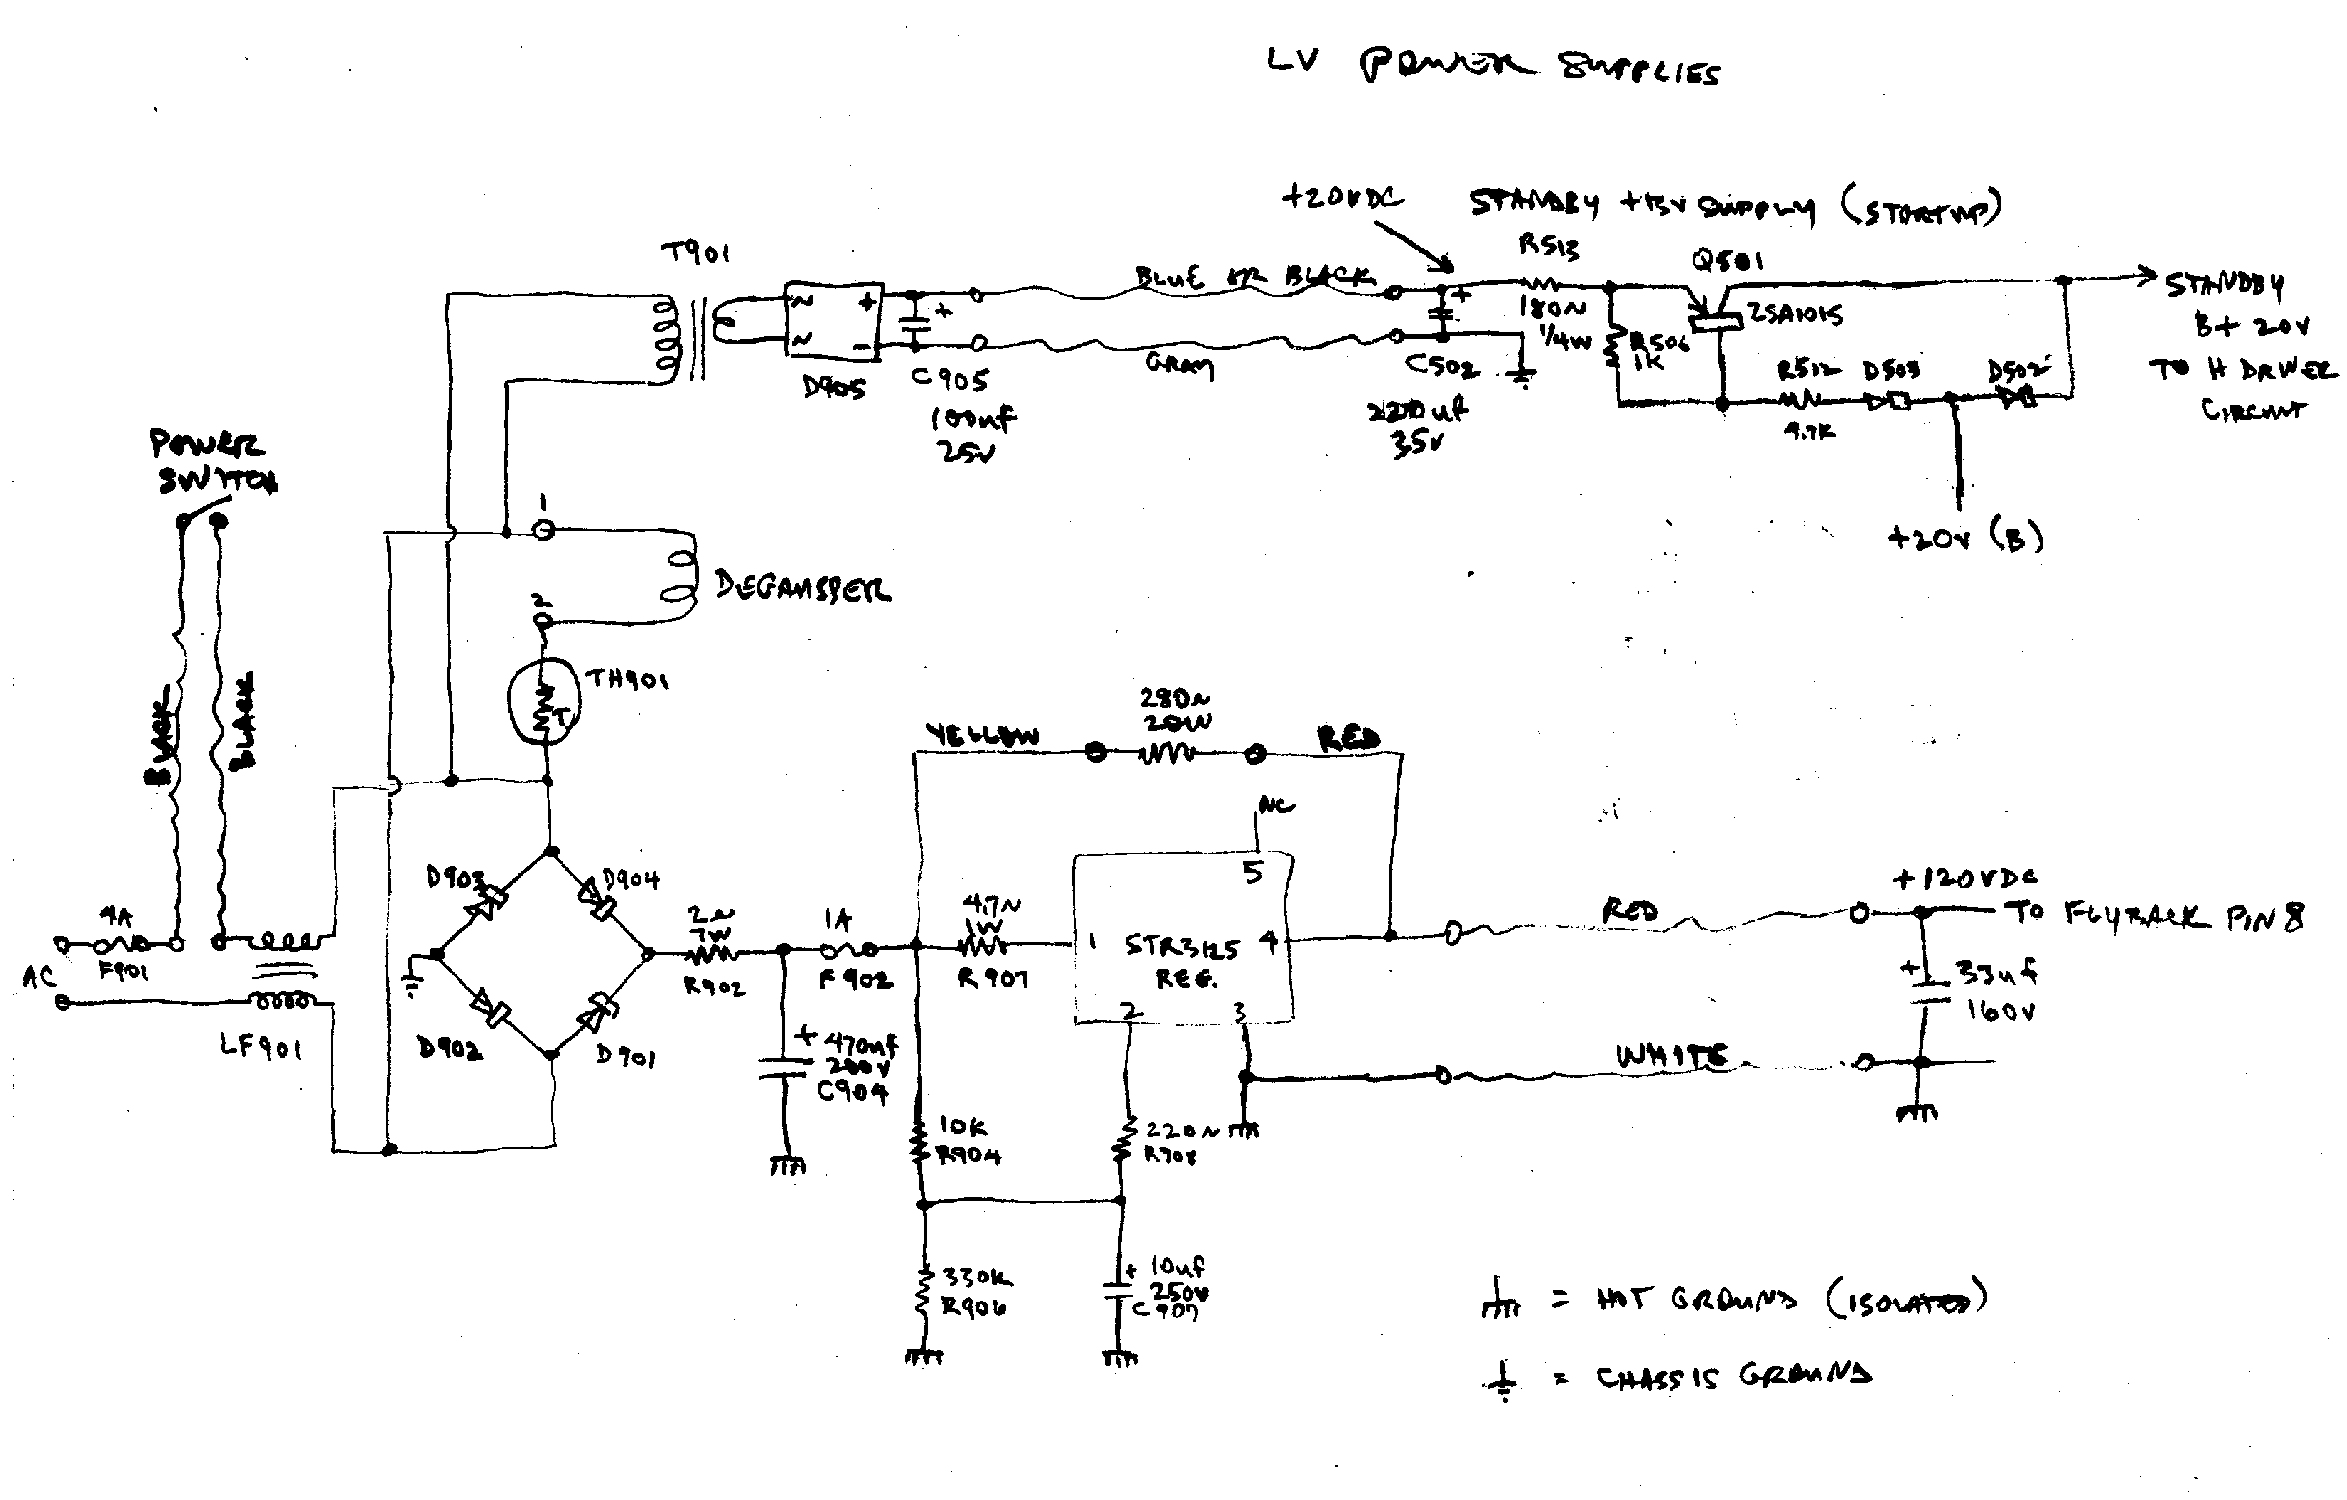 LV POWER SUPPLIES
+20VDC
STANDBY +15V SUPPLY (STARTUP)
T901
~
~
+
-
D905
+
C905
100uf
25V
BLUE OR BLACK
GRAY
+
C502
35V
R513
180Ω
1/4W
R506
1K
Q501
2SA1015
R512
4.7K
D503
D502
+20V (B)
STANDBY
B+ 20V
TO H DRIVER
CIRCUIT
POWER
SWITCH
BLACK
BLACK
1
2
DEGAUSSER
TH901
T
4A
F901
AC
LF901
D903
D904
D902
D901
2Ω
7W
R902
+
470uf
200V
C904
1A
F902
YELLOW
280Ω
20W
RED
4.7Ω
1W
R907
NC
5
1
STR3125
REG.
4
2
3
10K
R904
220Ω
R908
330K
R906
+
10uf
250V
C907
RED
WHITE
+120VDC
TO FLYBACK PIN 8
+
33uf
160V
= HOT GROUND (ISOLATED)
= CHASSIS GROUND